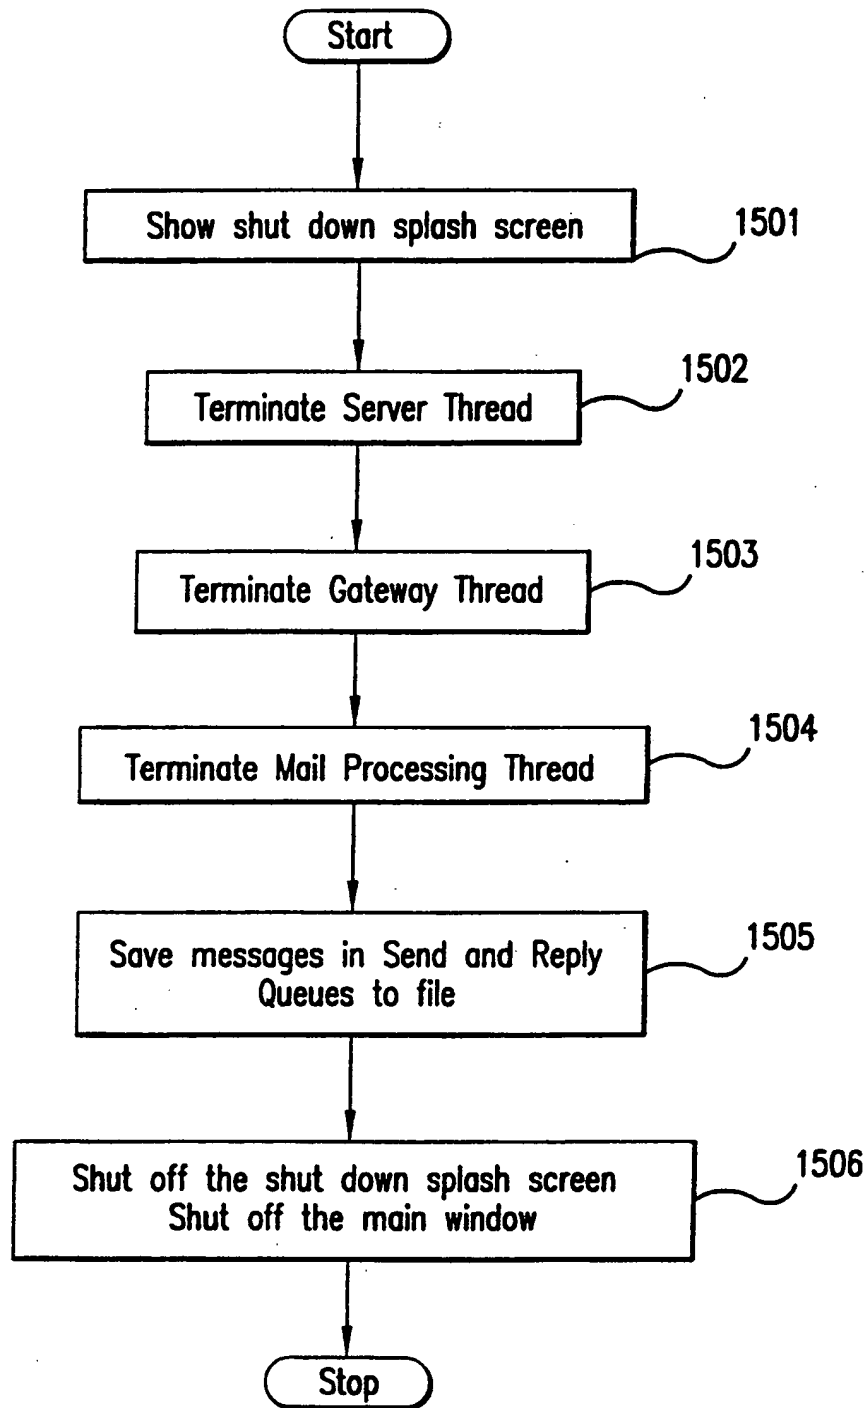 Start
Show shut down splash screen
1501
Terminate Server Thread
1502
Terminate Gateway Thread
1503
Terminate Mail Processing Thread
1504
Save messages in Send and Reply
Queues to file
1505
Shut off the shut down splash screen
Shut off the main window
1506
Stop